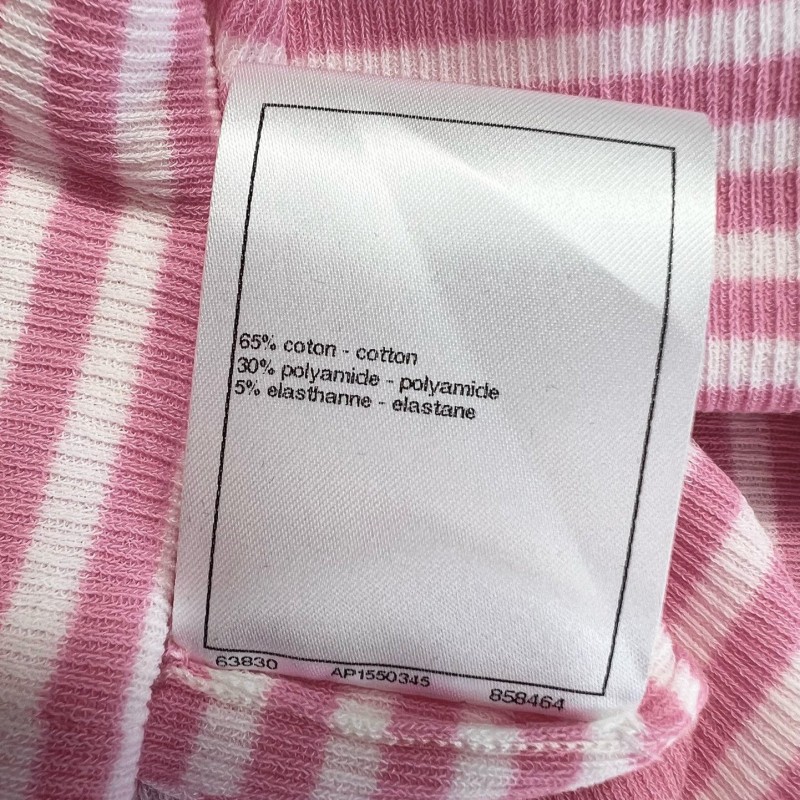 65% coton - cotton
30% polyamide - polyamide
5% elasthanne - elastane
63830 AP1550345 858464